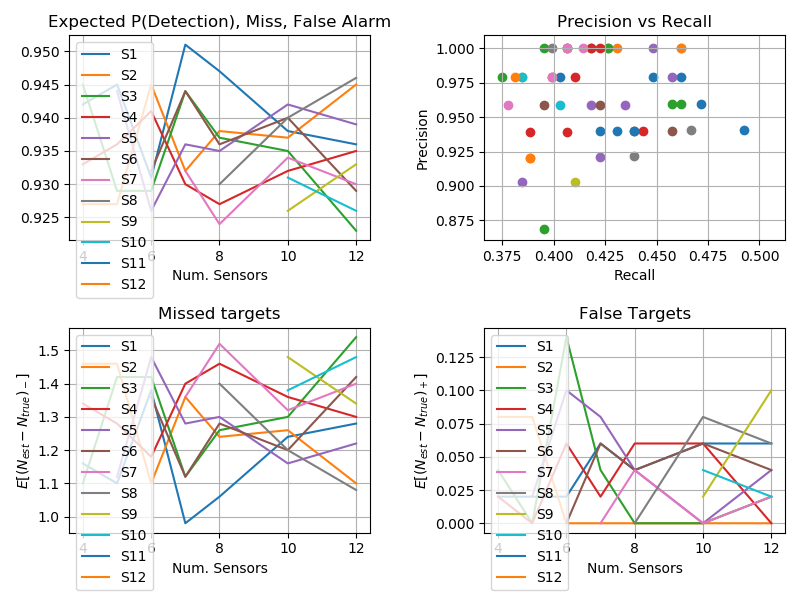 Expected P(Detection), Miss, False Alarm
0.950
0.945
0.940
0.935
0.930
0.925
S1
S2
S3
S4
S5
S6
S7
S8
S9
S10
S11
S12
4
6
8
10
12
Num. Sensors
Precision vs Recall
Precision
1.000
0.975
0.950
0.925
0.900
0.875
0.375
0.400
0.425
0.450
0.475
0.500
Recall
Missed targets
E[(N_est − N_true)_−]
1.5
1.4
1.3
1.2
1.1
1.0
S1
S2
S3
S4
S5
S6
S7
S8
S9
S10
S11
S12
4
6
8
10
12
Num. Sensors
False Targets
E[(N_est − N_true)_+]
0.125
0.100
0.075
0.050
0.025
0.000
S1
S2
S3
S4
S5
S6
S7
S8
S9
S10
S11
S12
4
6
8
10
12
Num. Sensors